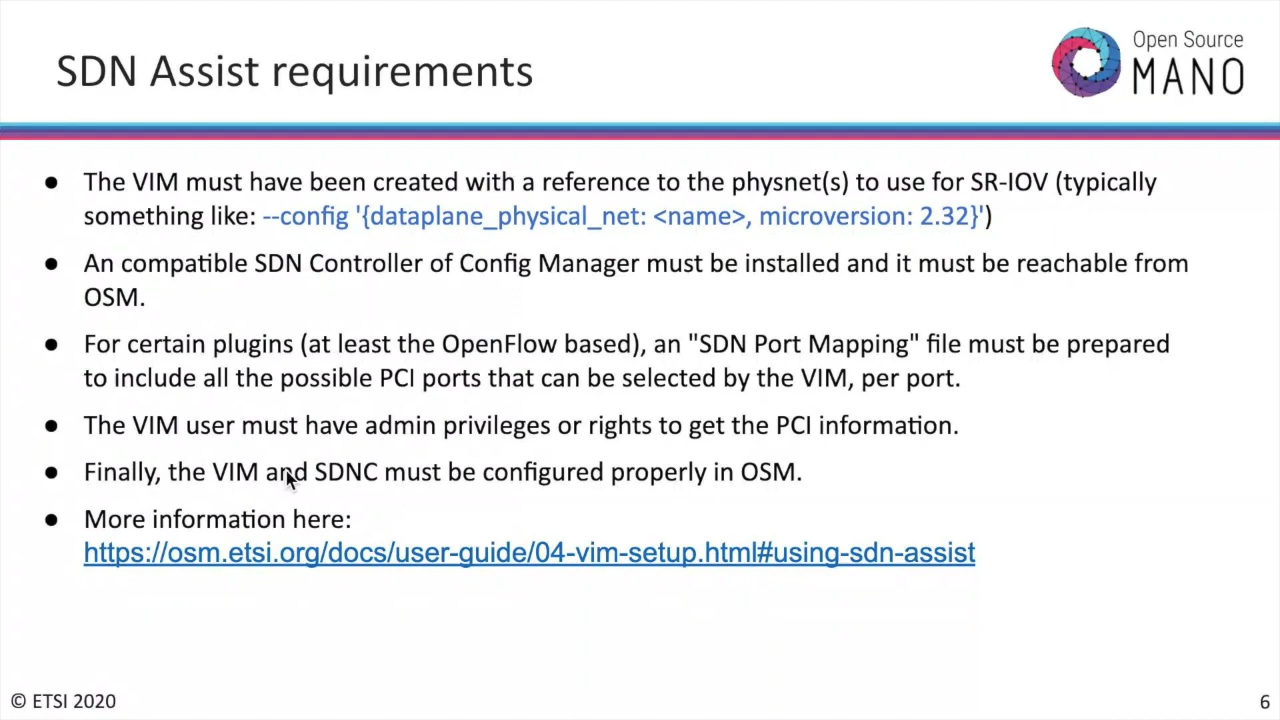 SDN Assist requirements
Open Source
MANO
● The VIM must have been created with a reference to the physnet(s) to use for SR-IOV (typically
something like: --config '{dataplane_physical_net: <name>, microversion: 2.32}')
● An compatible SDN Controller of Config Manager must be installed and it must be reachable from
OSM.
● For certain plugins (at least the OpenFlow based), an "SDN Port Mapping" file must be prepared
to include all the possible PCI ports that can be selected by the VIM, per port.
● The VIM user must have admin privileges or rights to get the PCI information.
● Finally, the VIM and SDNC must be configured properly in OSM.
● More information here:
https://osm.etsi.org/docs/user-guide/04-vim-setup.html#using-sdn-assist
© ETSI 2020
6